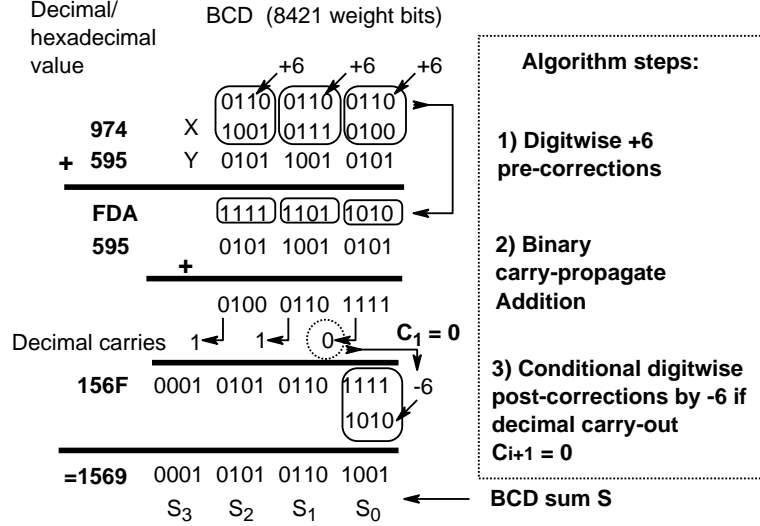 Decimal/
hexadecimal
value
BCD (8421 weight bits)
+6 +6 +6
0110 0110 0110
974 X 1001 0111 0100
+ 595 Y 0101 1001 0101
FDA 1111 1101 1010
595 0101 1001 0101
+
0100 0110 1111
Decimal carries 1 1 0 C1 = 0
156F 0001 0101 0110 1111 -6
1010
=1569 0001 0101 0110 1001
S3 S2 S1 S0
BCD sum S
Algorithm steps:
1) Digitwise +6
pre-corrections
2) Binary
carry-propagate
Addition
3) Conditional digitwise
post-corrections by -6 if
decimal carry-out
Ci+1 = 0